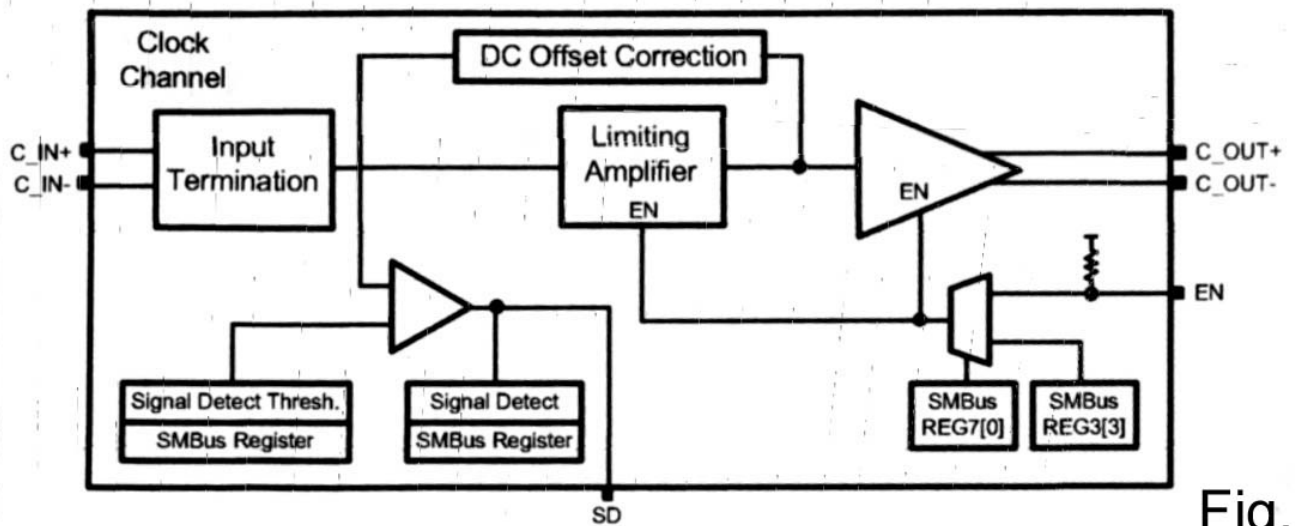 Clock
Channel
DC Offset Correction
C_IN+
C_IN-
Input
Termination
Limiting
Amplifier
EN
EN
C_OUT+
C_OUT-
EN
Signal Detect Thresh.
SMBus Register
Signal Detect
SMBus Register
SMBus
REG7[0]
SMBus
REG3[3]
SD
Fig.